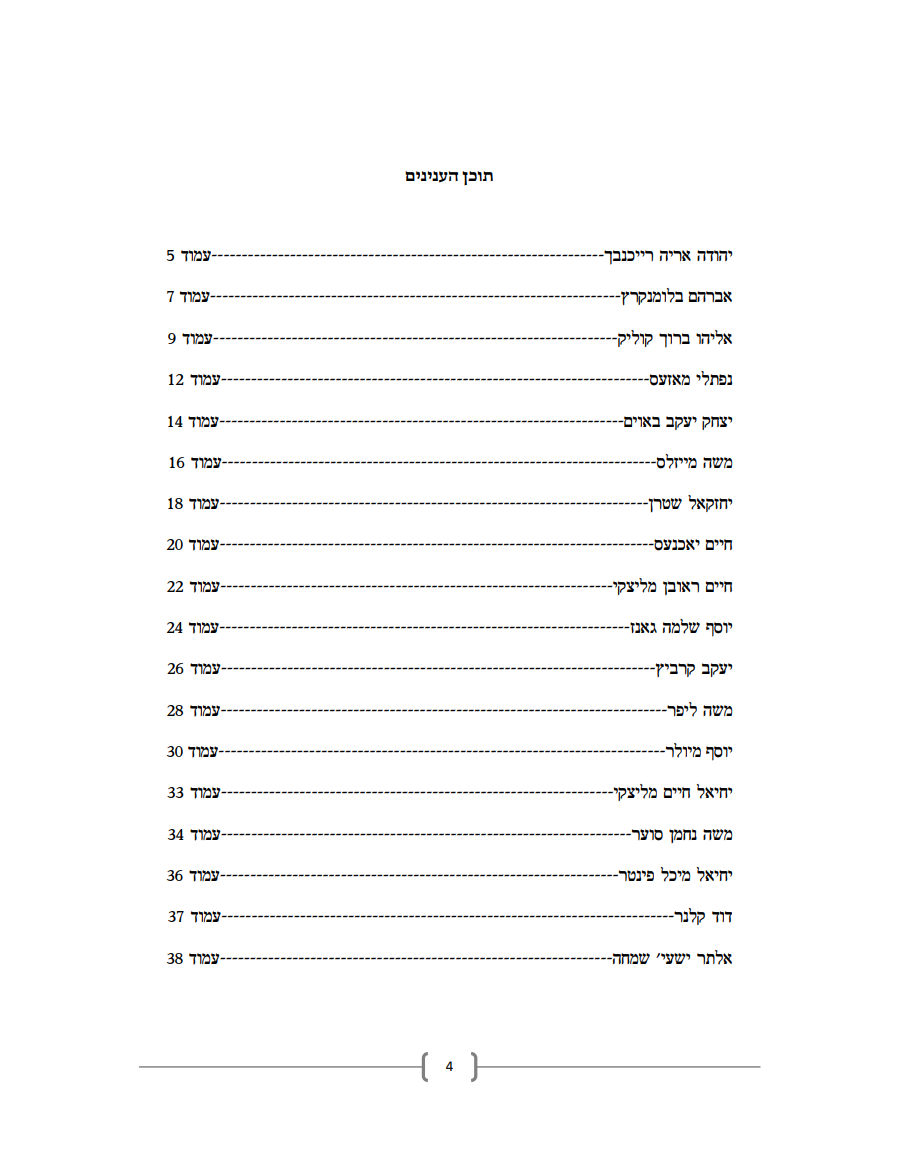 תוכן הענינים
יהודה אריה רייכנבך-----------------------------------------------------------------עמוד 5
אברהם בלומנקרץ--------------------------------------------------------------------עמוד 7
אליהו ברוך קוליק-------------------------------------------------------------------עמוד 9
נפתלי מאזעס-----------------------------------------------------------------------עמוד 12
יצחק יעקב באוים-------------------------------------------------------------------עמוד 14
משה מייזלס------------------------------------------------------------------------עמוד 16
יחזקאל שטרן-----------------------------------------------------------------------עמוד 18
חיים יאכנעס------------------------------------------------------------------------עמוד 20
חיים ראובן מליצקי-----------------------------------------------------------------עמוד 22
יוסף שלמה גאנז--------------------------------------------------------------------עמוד 24
יעקב קרביץ------------------------------------------------------------------------עמוד 26
משה ליפר--------------------------------------------------------------------------עמוד 28
יוסף מיולר--------------------------------------------------------------------------עמוד 30
יחיאל חיים מליצקי-----------------------------------------------------------------עמוד 33
משה נחמן סוער--------------------------------------------------------------------עמוד 34
יחיאל מיכל פינטר------------------------------------------------------------------עמוד 36
דוד קלנר---------------------------------------------------------------------------עמוד 37
אלתר ישעי' שמחה-----------------------------------------------------------------עמוד 38
4